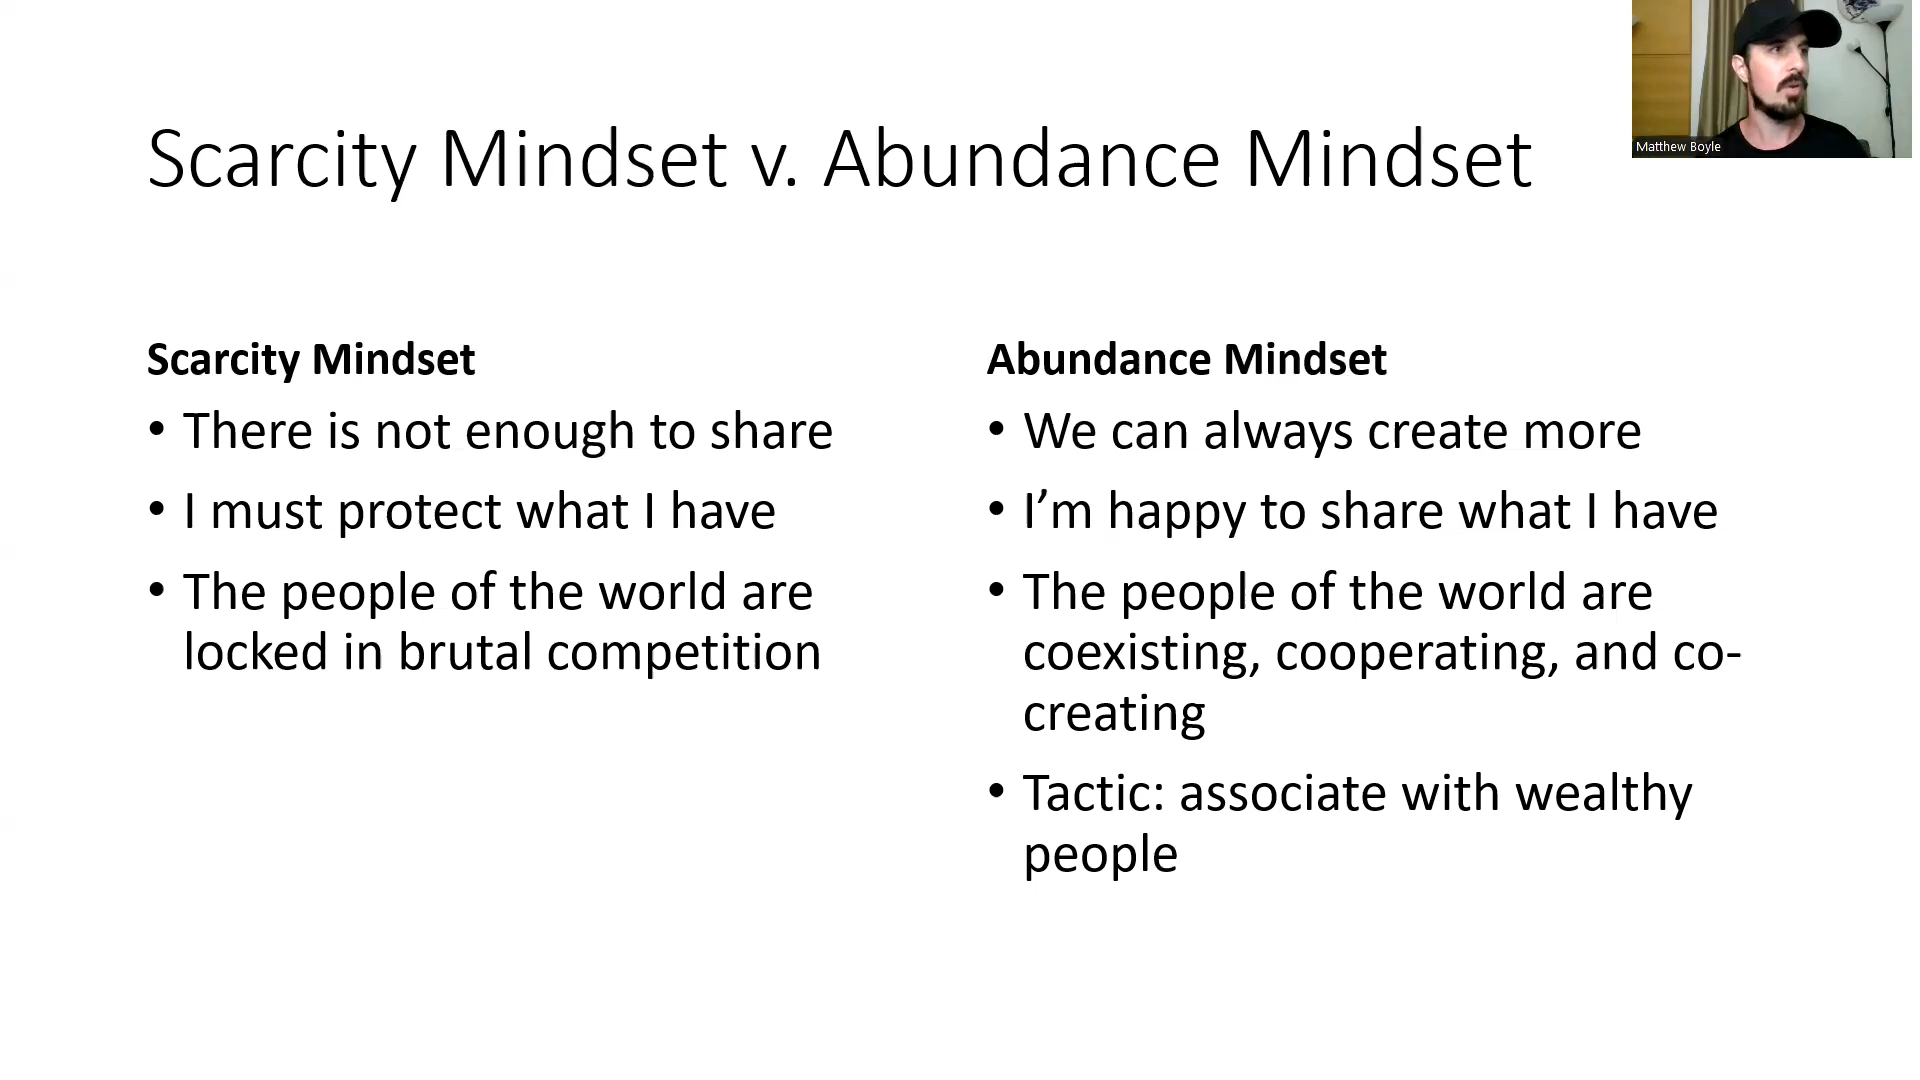 Scarcity Mindset v. Abundance Mindset
Matthew Boyle
Scarcity Mindset
• There is not enough to share
• I must protect what I have
• The people of the world are
locked in brutal competition
Abundance Mindset
• We can always create more
• I’m happy to share what I have
• The people of the world are
coexisting, cooperating, and co-
creating
• Tactic: associate with wealthy
people